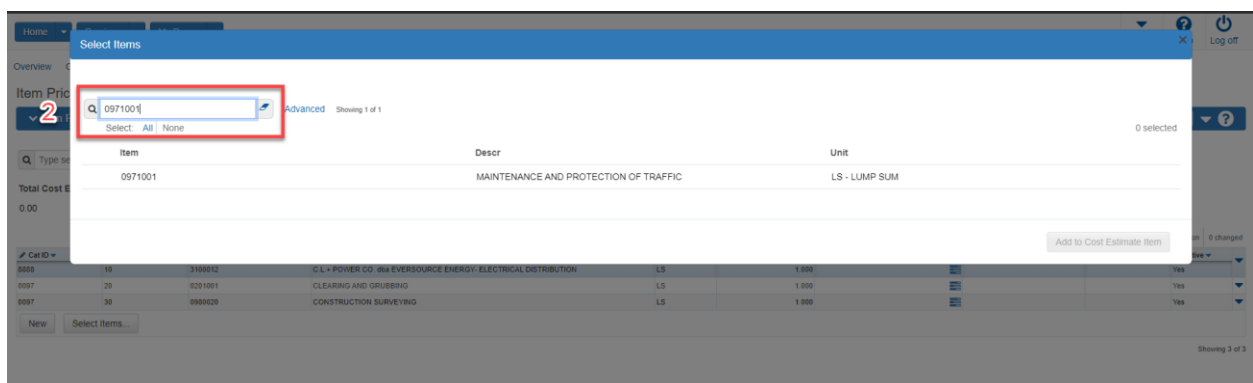 Home
Log off
Select Items
×
Overview
Item Pric
2
0971001
Advanced Showing 1 of 1
Select: All None
0 selected
Type se
Item Descr Unit
0971001 MAINTENANCE AND PROTECTION OF TRAFFIC LS - LUMP SUM
Total Cost E
0.00
Add to Cost Estimate Item
0 changed
Cat ID
0088 10 3100012 C.L + POWER CO. dba EVERSOURCE ENERGY- ELECTRICAL DISTRIBUTION LS 1.000 Yes
0097 20 0201001 CLEARING AND GRUBBING LS 1.000 Yes
0097 30 0980020 CONSTRUCTION SURVEYING LS 1.000 Yes
New Select Items...
Showing 3 of 3